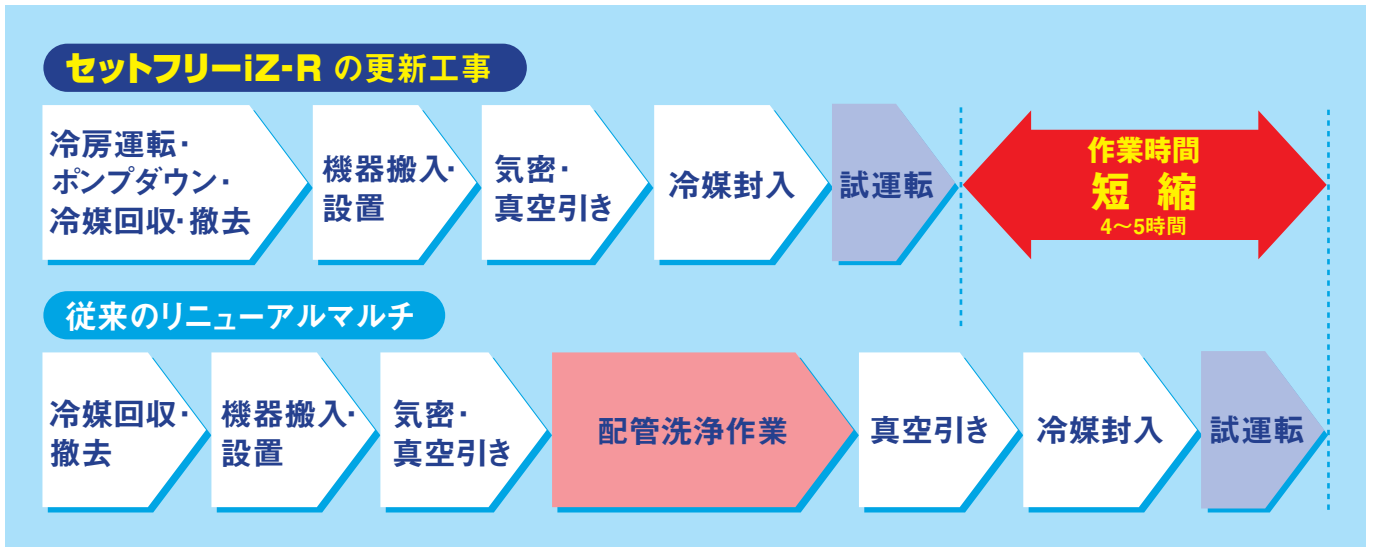 セットフリーiZ-R の更新工事
冷房運転・
ポンプダウン・
冷媒回収・撤去
機器搬入・
設置
気密・
真空引き
冷媒封入
試運転
作業時間
短縮
4～5時間
従来のリニューアルマルチ
冷媒回収・
撤去
機器搬入・
設置
気密・
真空引き
配管洗浄作業
真空引き
冷媒封入
試運転